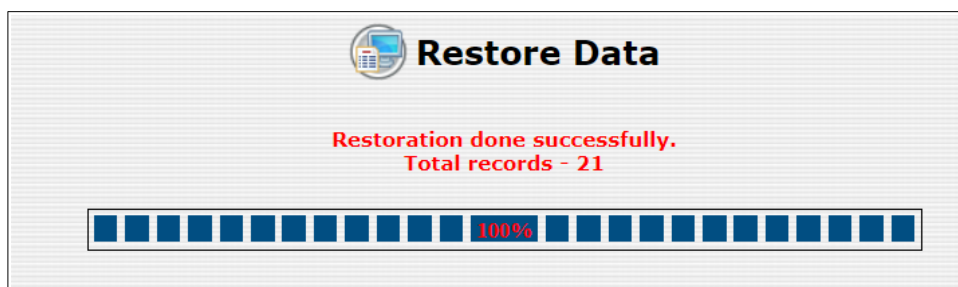 Restore Data
Restoration done successfully.
Total records - 21
100%